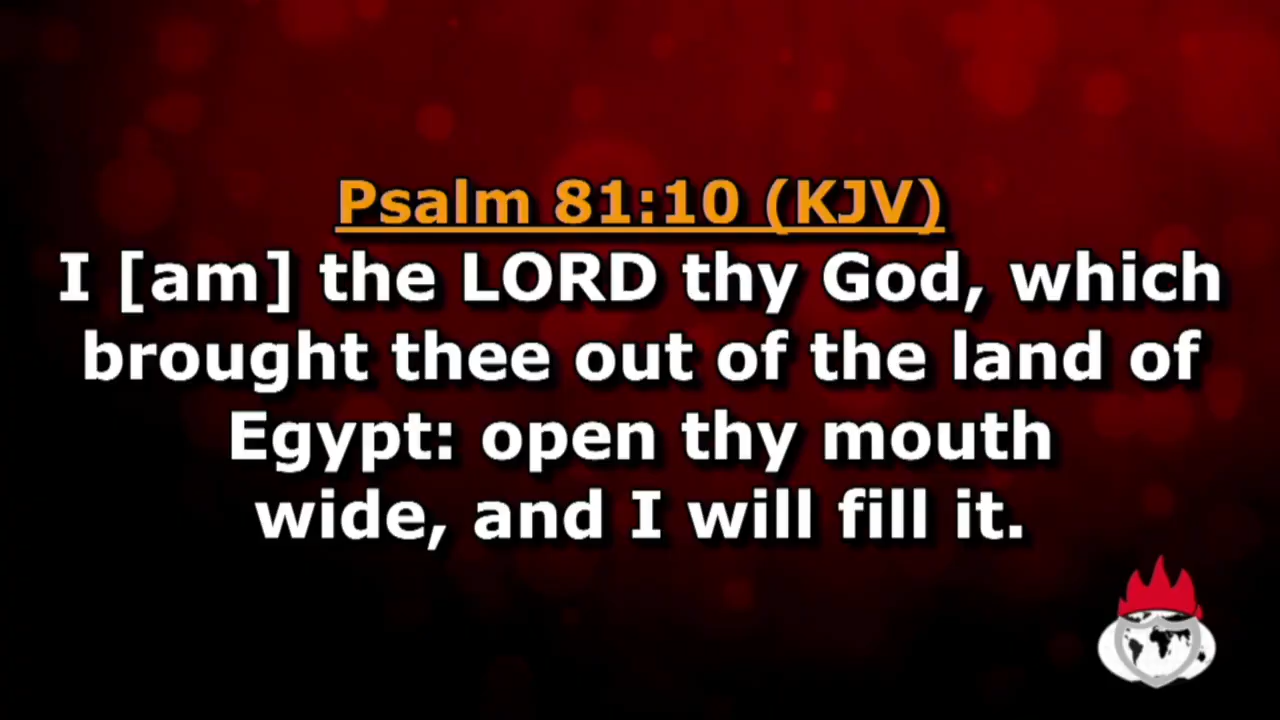 Psalm 81:10 (KJV)
I [am] the LORD thy God, which
brought thee out of the land of
Egypt: open thy mouth
wide, and I will fill it.